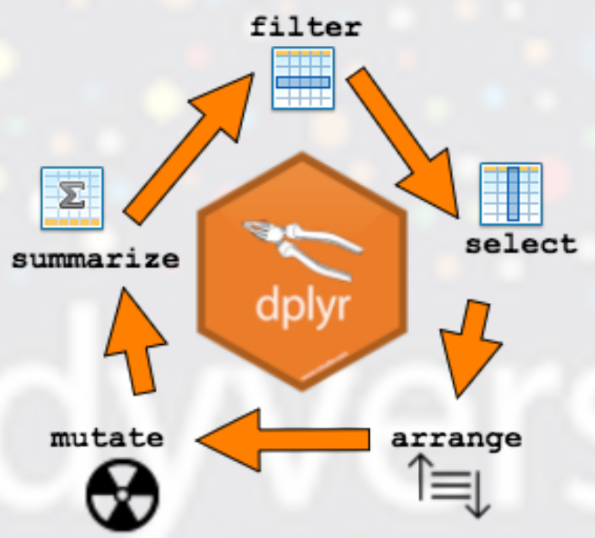 filter
select
summarize
dplyr
mutate
arrange
Σ